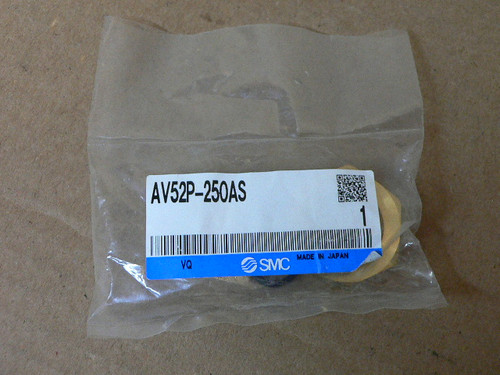 AV52P-250AS
1
VQ SMC MADE IN JAPAN